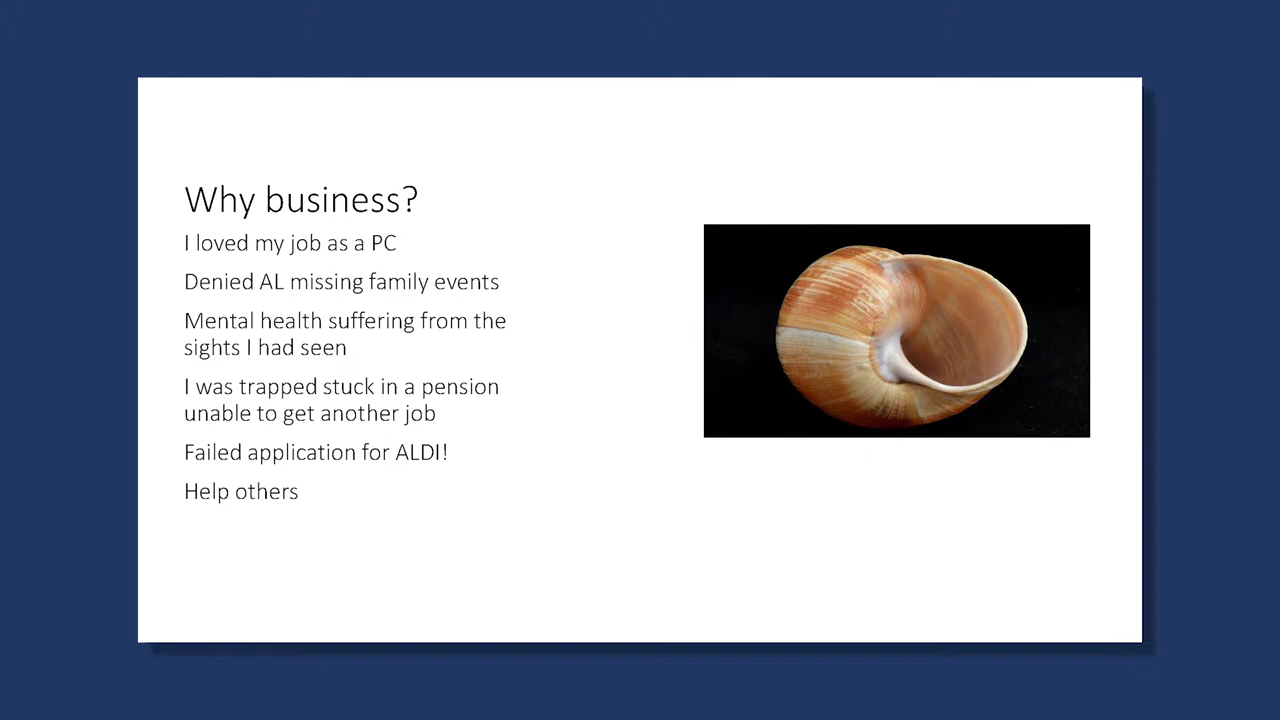 Why business?
I loved my job as a PC
Denied AL missing family events
Mental health suffering from the
sights I had seen
I was trapped stuck in a pension
unable to get another job
Failed application for ALDI!
Help others